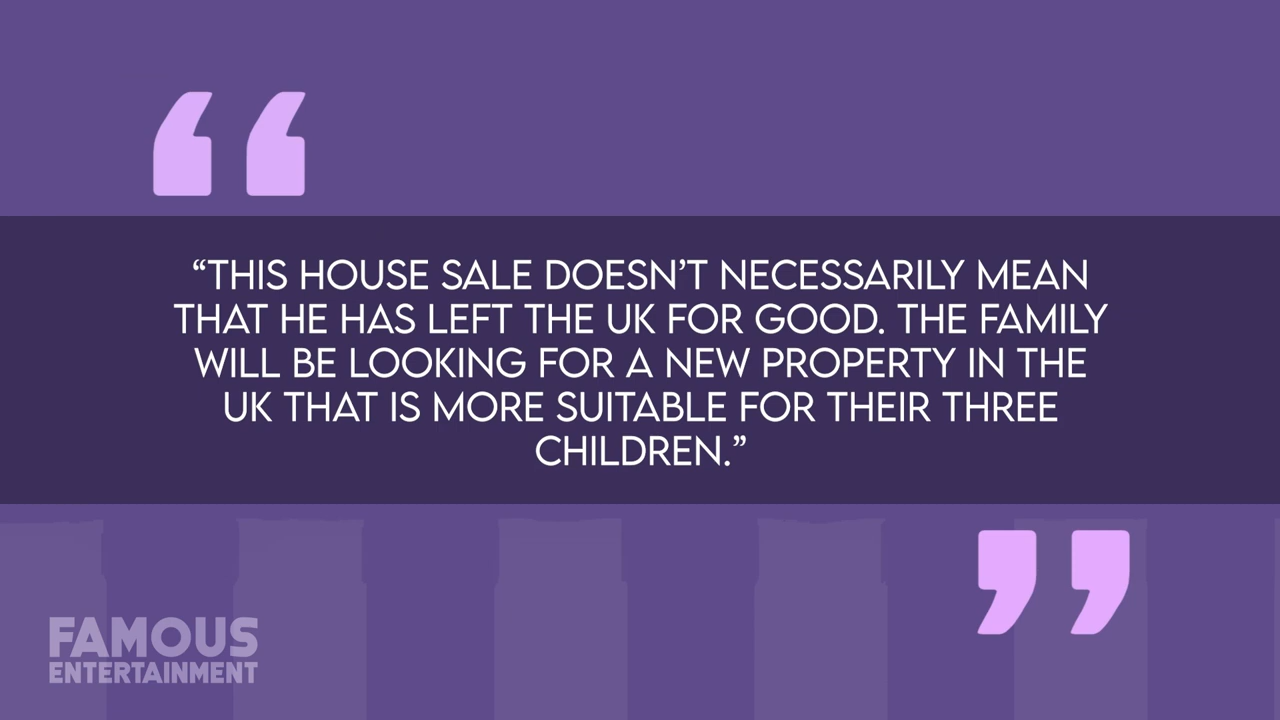 “THIS HOUSE SALE DOESN’T NECESSARILY MEAN
THAT HE HAS LEFT THE UK FOR GOOD. THE FAMILY
WILL BE LOOKING FOR A NEW PROPERTY IN THE
UK THAT IS MORE SUITABLE FOR THEIR THREE
CHILDREN.”
FAMOUS
ENTERTAINMENT